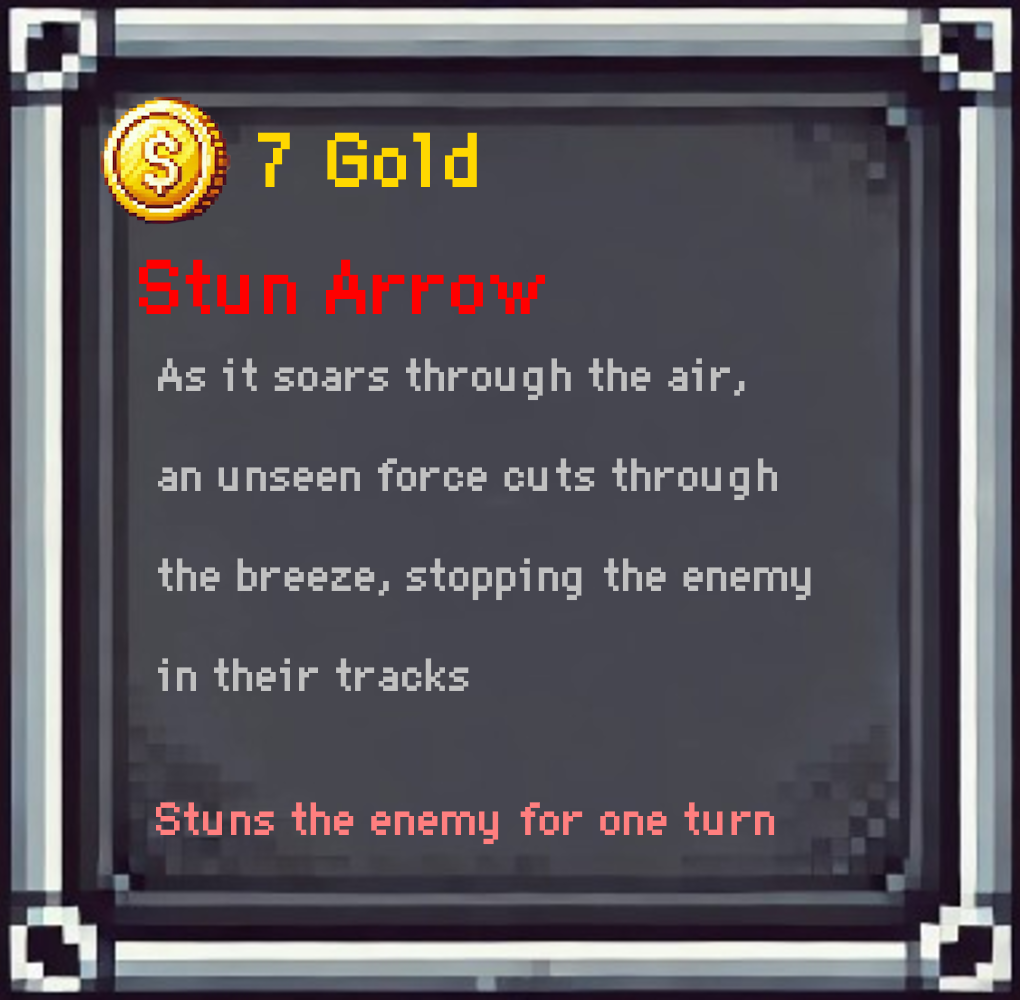 $ 7 Gold
Stun Arrow
As it soars through the air,
an unseen force cuts through
the breeze, stopping the enemy
in their tracks
Stuns the enemy for one turn